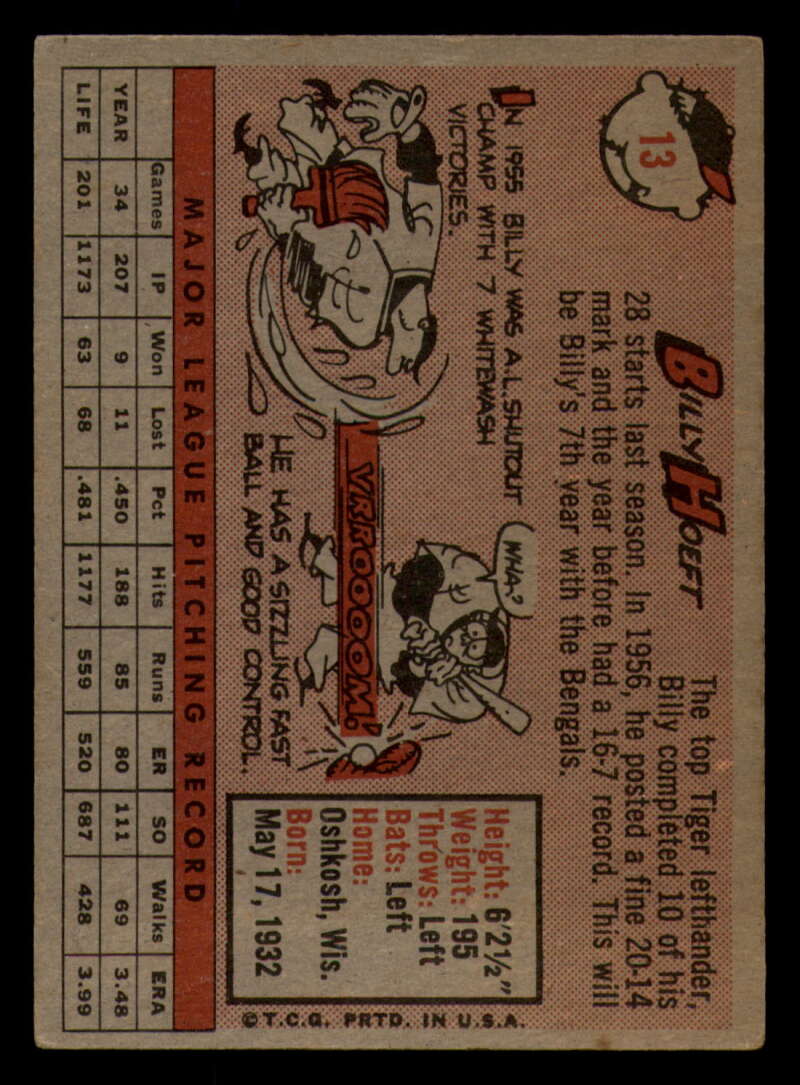 13
BILLY HOEFT
The top Tiger lefthander,
Billy completed 10 of his
28 starts last season. In 1956, he posted a fine 20-14
mark and the year before had a 16-7 record. This will
be Billy's 7th year with the Bengals.
IN 1955 BILLY WAS A.L. SHUTOUT
CHAMP WITH 7 WHITEWASH
VICTORIES.
WHA?
VRROOOOM!
HE HAS A SIZZLING FAST
BALL AND GOOD CONTROL.
Height: 6'2½"
Weight: 195
Throws: Left
Bats: Left
Home:
Oshkosh, Wis.
Born:
May 17, 1932
©T.C.G. PRTD. IN U.S.A.
MAJOR LEAGUE PITCHING RECORD
Games IP Won Lost Pct Hits Runs ER SO Walks ERA
YEAR 34 207 9 11 .450 188 85 80 111 69 3.48
LIFE 201 1173 63 68 .481 1177 559 520 687 428 3.99